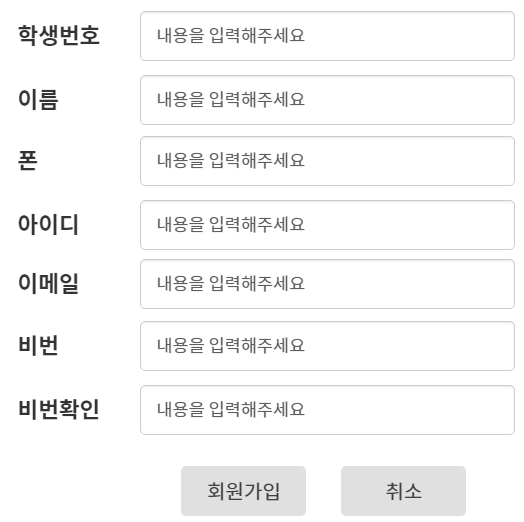 학생번호 내용을 입력해주세요
이름 내용을 입력해주세요
폰 내용을 입력해주세요
아이디 내용을 입력해주세요
이메일 내용을 입력해주세요
비번 내용을 입력해주세요
비번확인 내용을 입력해주세요
회원가입 취소